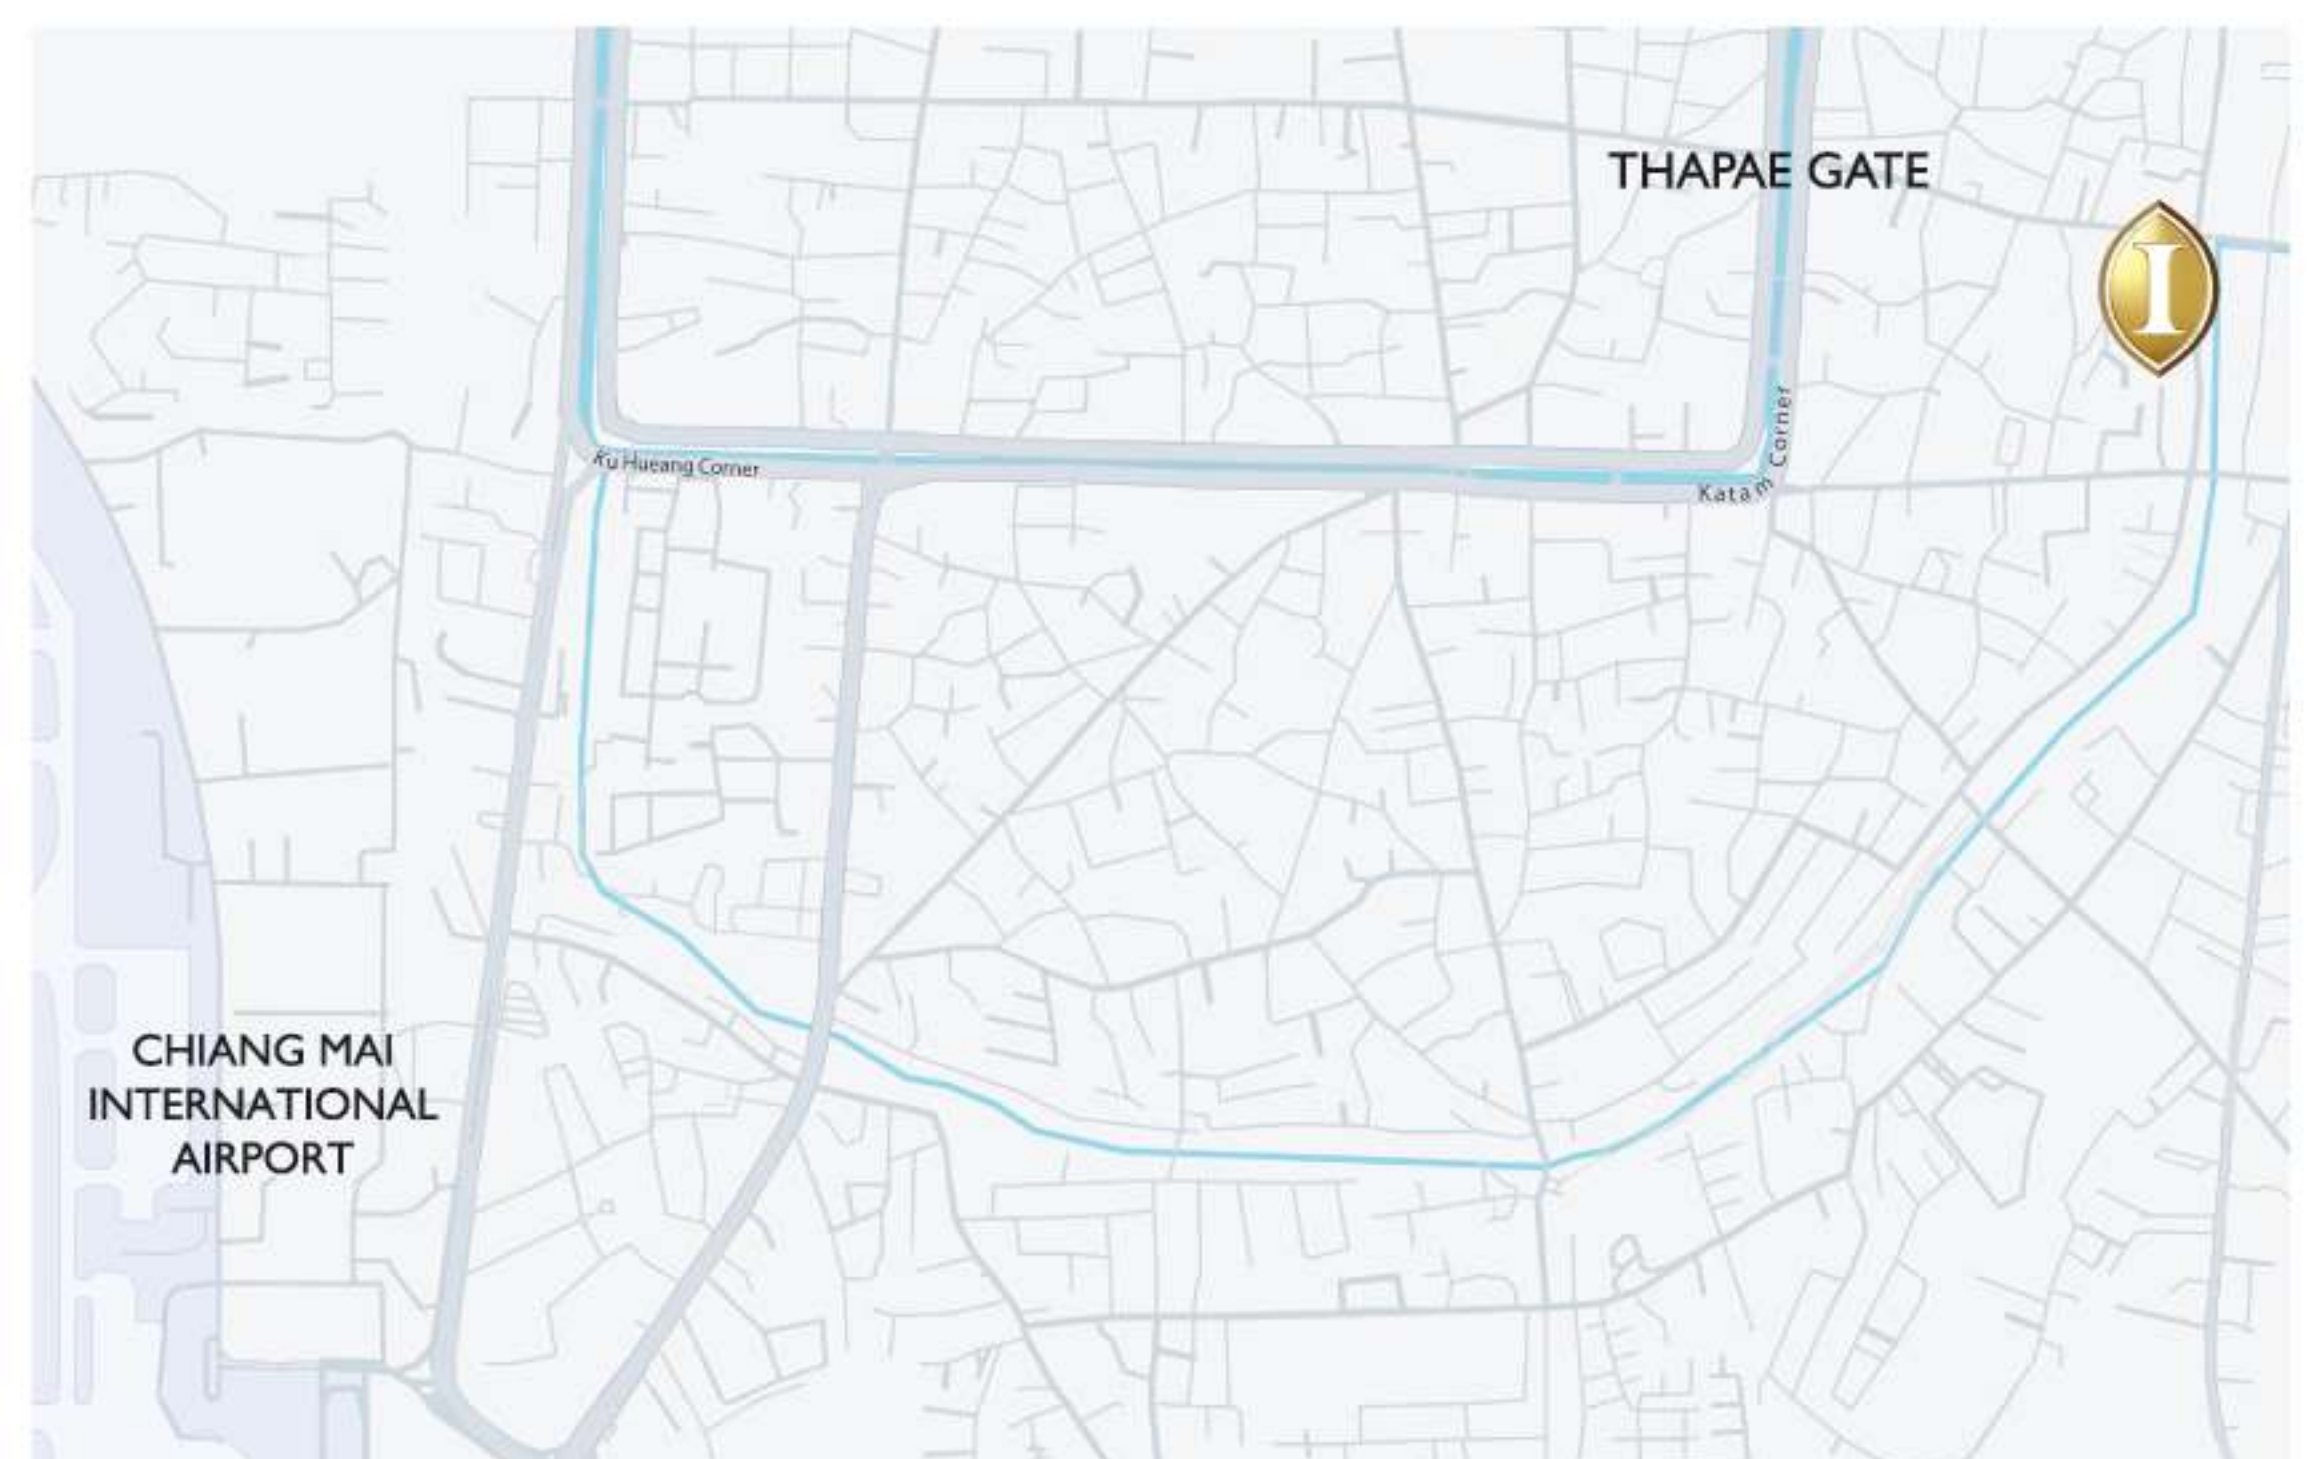 THAPAE GATE
I
Ku Hueang Corner
Katam Corner
CHIANG MAI
INTERNATIONAL
AIRPORT